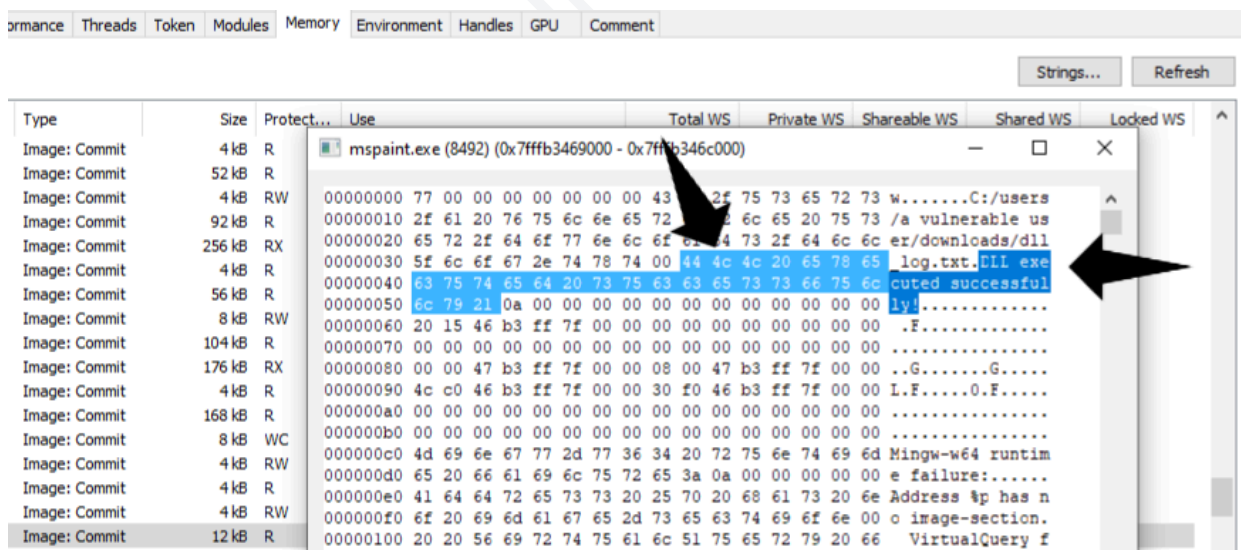 ormance Threads Token Modules Memory Environment Handles GPU Comment
Strings... Refresh
Type Size Protect... Use Total WS Private WS Shareable WS Shared WS Locked WS
Image: Commit 4 kB R
Image: Commit 52 kB R
Image: Commit 4 kB RW
Image: Commit 92 kB R
Image: Commit 256 kB RX
Image: Commit 4 kB R
Image: Commit 56 kB R
Image: Commit 8 kB RW
Image: Commit 104 kB R
Image: Commit 176 kB RX
Image: Commit 4 kB R
Image: Commit 168 kB R
Image: Commit 8 kB WC
Image: Commit 4 kB RW
Image: Commit 4 kB R
Image: Commit 4 kB RW
Image: Commit 12 kB R
mspaint.exe (8492) (0x7fffb3469000 - 0x7fffb346c000)
00000000 77 00 00 00 00 00 00 00 43 2f 75 73 65 72 73 w.......C:/users
00000010 2f 61 20 76 75 6c 6e 65 72 6c 65 20 75 73 /a vulnerable us
00000020 65 72 2f 64 6f 77 6e 6c 6f 61 64 73 2f 64 6c 6c er/downloads/dll
00000030 5f 6c 6f 67 2e 74 78 74 00 44 4c 4c 20 65 78 65 _log.txt.DLL exe
00000040 63 75 74 65 64 20 73 75 63 63 65 73 73 66 75 6c cuted successful
00000050 6c 79 21 0a 00 00 00 00 00 00 00 00 00 00 00 00 ly!.............
00000060 20 15 46 b3 ff 7f 00 00 00 00 00 00 00 00 00 00 .F.............
00000070 00 00 00 00 00 00 00 00 00 00 00 00 00 00 00 00 ................
00000080 00 00 47 b3 ff 7f 00 00 08 00 47 b3 ff 7f 00 00 ..G.......G.....
00000090 4c c0 46 b3 ff 7f 00 00 30 f0 46 b3 ff 7f 00 00 L.F.....0.F.....
000000a0 00 00 00 00 00 00 00 00 00 00 00 00 00 00 00 00 ................
000000b0 00 00 00 00 00 00 00 00 00 00 00 00 00 00 00 00 ................
000000c0 4d 69 6e 67 77 2d 77 36 34 20 72 75 6e 74 69 6d Mingw-w64 runtim
000000d0 65 20 66 61 69 6c 75 72 65 3a 0a 00 00 00 00 00 e failure:......
000000e0 41 64 64 72 65 73 73 20 25 70 20 68 61 73 20 6e Address %p has n
000000f0 6f 20 69 6d 61 67 65 2d 73 65 63 74 69 6f 6e 00 o image-section.
00000100 20 20 56 69 72 74 75 61 6c 51 75 65 72 79 20 66 VirtualQuery f